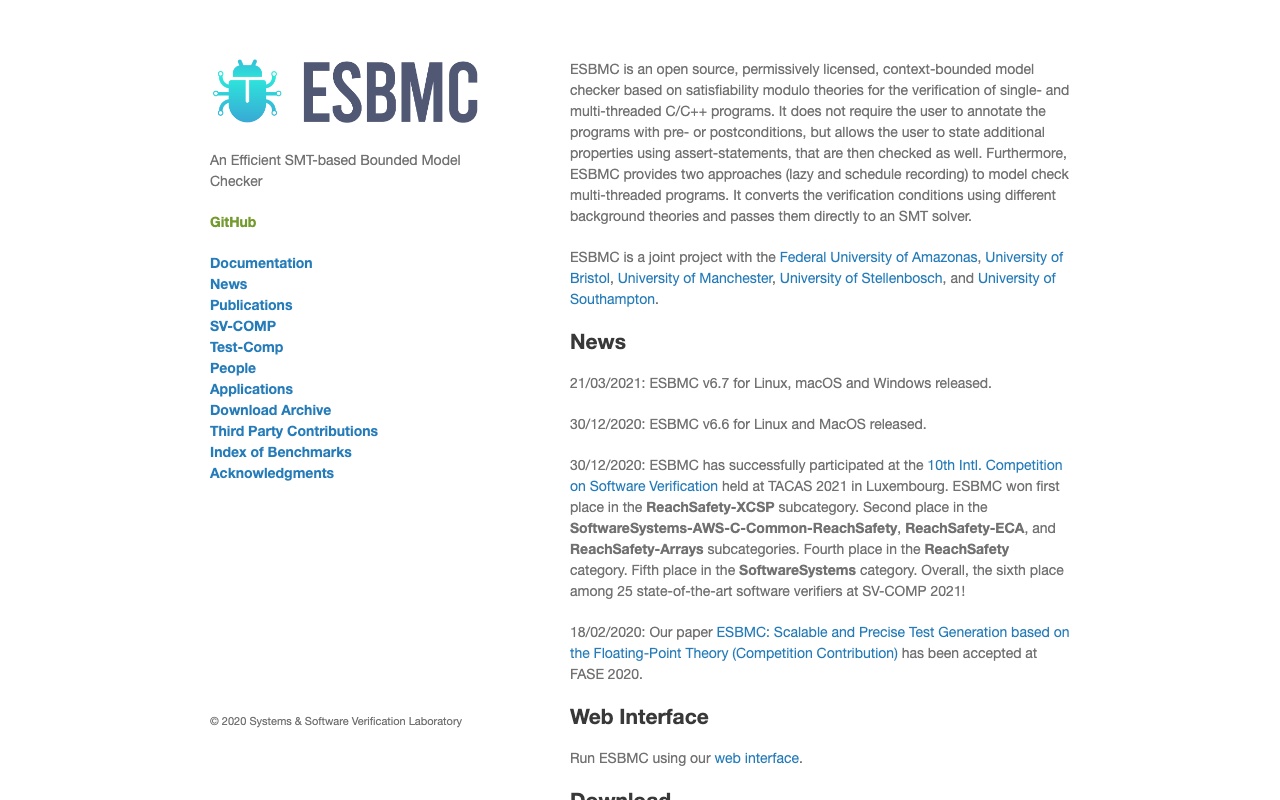 ESBMC
An Efficient SMT-based Bounded Model
Checker
GitHub
Documentation
News
Publications
SV-COMP
Test-Comp
People
Applications
Download Archive
Third Party Contributions
Index of Benchmarks
Acknowledgments
© 2020 Systems & Software Verification Laboratory
ESBMC is an open source, permissively licensed, context-bounded model
checker based on satisfiability modulo theories for the verification of single- and
multi-threaded C/C++ programs. It does not require the user to annotate the
programs with pre- or postconditions, but allows the user to state additional
properties using assert-statements, that are then checked as well. Furthermore,
ESBMC provides two approaches (lazy and schedule recording) to model check
multi-threaded programs. It converts the verification conditions using different
background theories and passes them directly to an SMT solver.
ESBMC is a joint project with the Federal University of Amazonas, University of
Bristol, University of Manchester, University of Stellenbosch, and University of
Southampton.
News
21/03/2021: ESBMC v6.7 for Linux, macOS and Windows released.
30/12/2020: ESBMC v6.6 for Linux and MacOS released.
30/12/2020: ESBMC has successfully participated at the 10th Intl. Competition
on Software Verification held at TACAS 2021 in Luxembourg. ESBMC won first
place in the ReachSafety-XCSP subcategory. Second place in the
SoftwareSystems-AWS-C-Common-ReachSafety, ReachSafety-ECA, and
ReachSafety-Arrays subcategories. Fourth place in the ReachSafety
category. Fifth place in the SoftwareSystems category. Overall, the sixth place
among 25 state-of-the-art software verifiers at SV-COMP 2021!
18/02/2020: Our paper ESBMC: Scalable and Precise Test Generation based on
the Floating-Point Theory (Competition Contribution) has been accepted at
FASE 2020.
Web Interface
Run ESBMC using our web interface.
Download